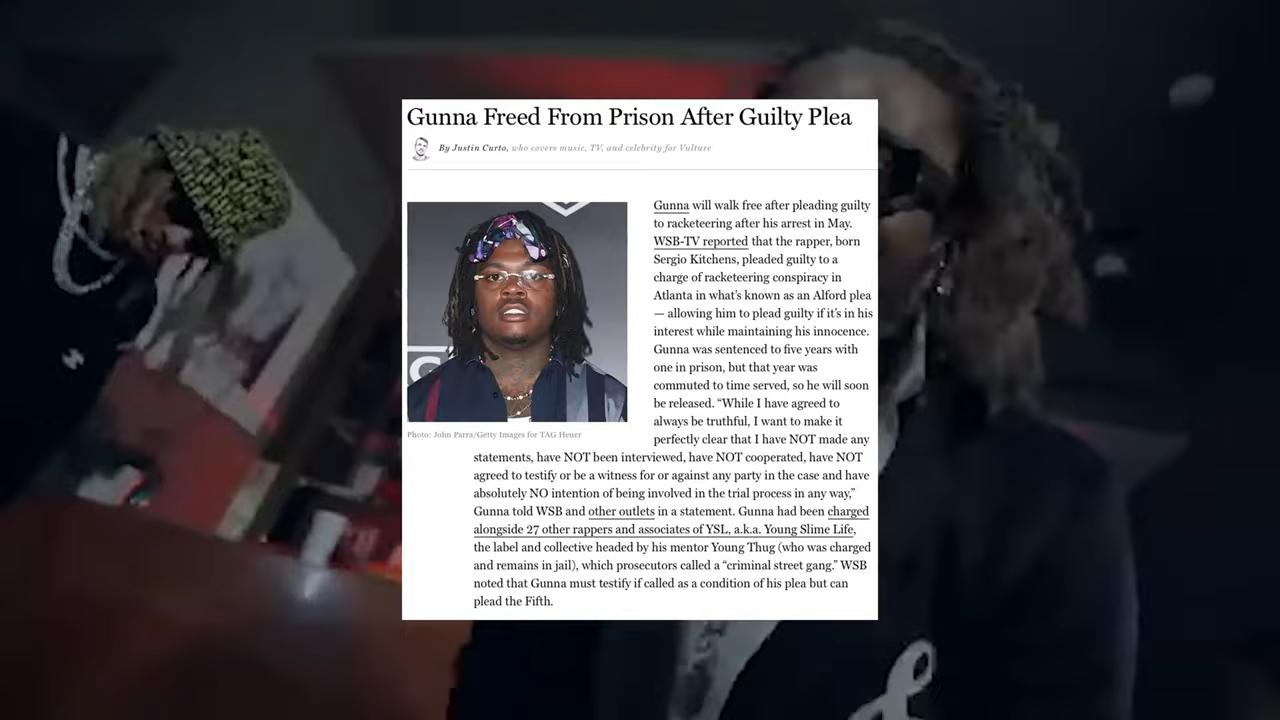 Gunna Freed From Prison After Guilty Plea
By Justin Curto, who covers music, TV, and celebrity for Vulture
Gunna will walk free after pleading guilty
to racketeering after his arrest in May.
WSB-TV reported that the rapper, born
Sergio Kitchens, pleaded guilty to a
charge of racketeering conspiracy in
Atlanta in what's known as an Alford plea
— allowing him to plead guilty if it's in his
interest while maintaining his innocence.
Gunna was sentenced to five years with
one in prison, but that year was
commuted to time served, so he will soon
be released. “While I have agreed to
always be truthful, I want to make it
perfectly clear that I have NOT made any
statements, have NOT been interviewed, have NOT cooperated, have NOT
agreed to testify or be a witness for or against any party in the case and have
absolutely NO intention of being involved in the trial process in any way,”
Gunna told WSB and other outlets in a statement. Gunna had been charged
alongside 27 other rappers and associates of YSL, a.k.a. Young Slime Life,
the label and collective headed by his mentor Young Thug (who was charged
and remains in jail), which prosecutors called a “criminal street gang.” WSB
noted that Gunna must testify if called as a condition of his plea but can
plead the Fifth.
Photo: John Parra/Getty Images for TAG Heuer